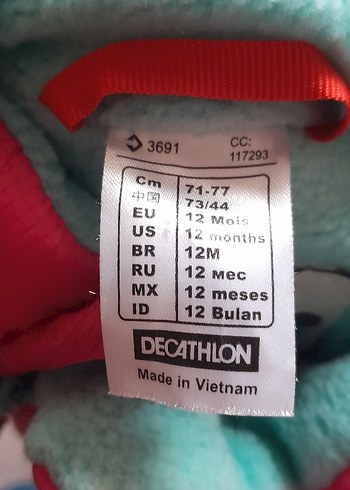 3691 CC:
117293
Cm 71-77
中国 73/44
EU 12 Mois
US 12 months
BR 12M
RU 12 мес
MX 12 meses
ID 12 Bulan
DECATHLON
Made in Vietnam